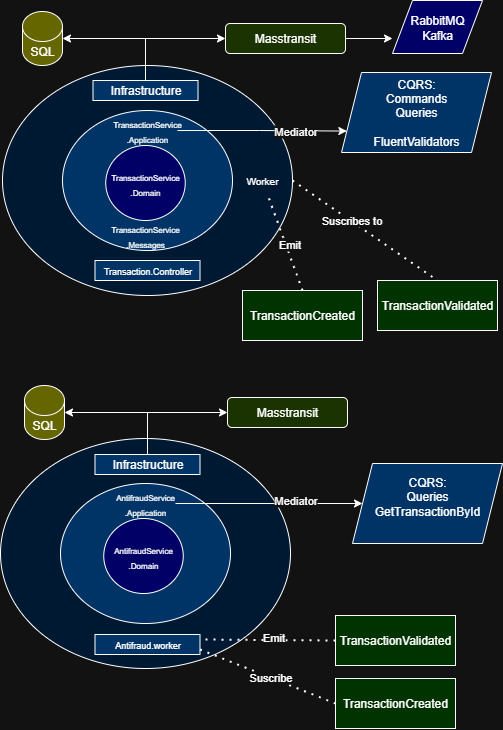 RabbitMQ
Kafka
SQL
Masstransit
Infrastructure
CQRS:
Commands
Queries
FluentValidators
TransactionService
.Application
Mediator
TransactionService
.Domain
Worker
Suscribes to
TransactionService
.Messages
Emit
Transaction.Controller
TransactionCreated
TransactionValidated
SQL
Masstransit
Infrastructure
CQRS:
Queries
GetTransactionById
AntifraudService
.Application
Mediator
AntifraudService
.Domain
Antifraud.worker
Emit
TransactionValidated
Suscribe
TransactionCreated